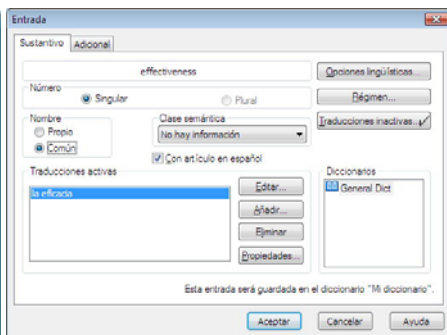 Entrada
Sustantivo Adicional
effectiveness
Opciones lingüísticas...
Número
Singular Plural
Régimen...
Nombre
Propio
Común
Clase semántica
No hay información
Traducciones inactivas...
Con artículo en español
Traducciones activas
la eficacia
Editar...
Añadir...
Eliminar
Propiedades...
Diccionarios
General Dict
Esta entrada será guardada en el diccionario "Mi diccionario".
Aceptar Cancelar Ayuda